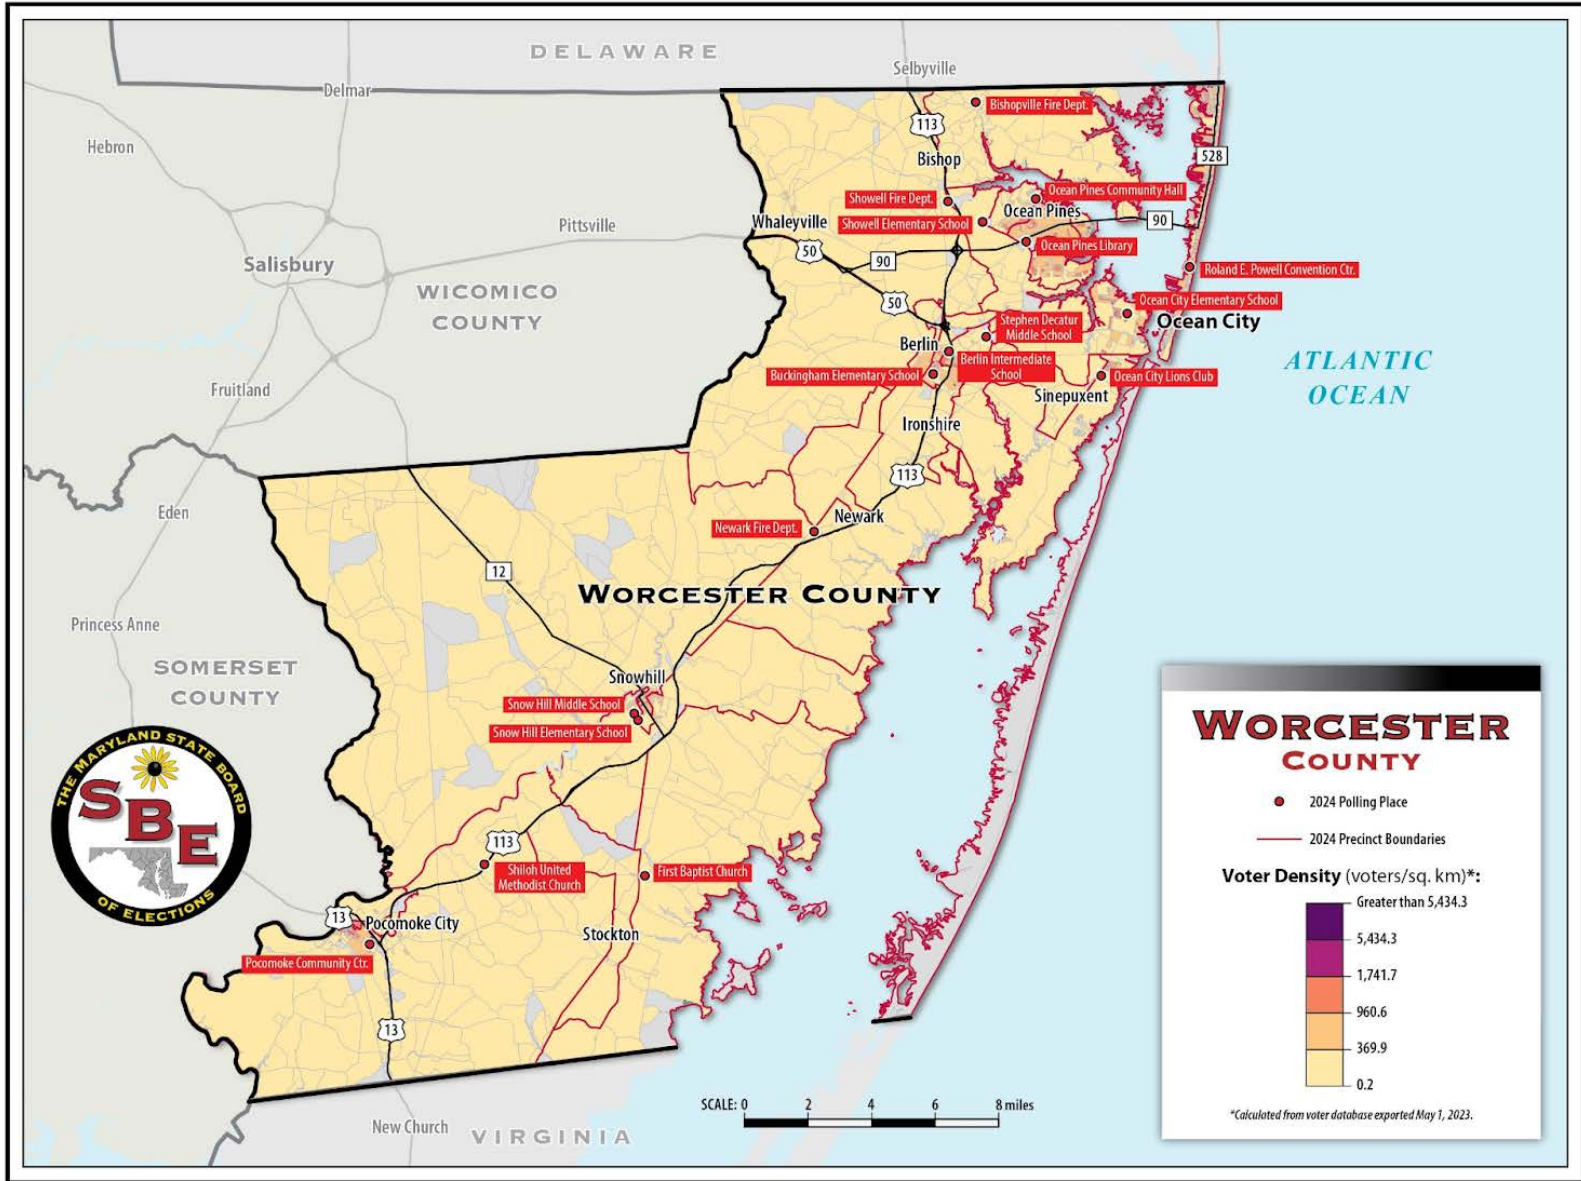 DELAWARE
Selbyville
Delmar
Bishopville Fire Dept.
113
Hebron
Bishop
528
Ocean Pines Community Hall
Showell Fire Dept.
Ocean Pines
Whaleyville
Showell Elementary School
90
Pittsville
50
Ocean Pines Library
90
Salisbury
Roland E. Powell Convention Ctr.
WICOMICO
COUNTY
50
Ocean City Elementary School
Ocean City
Stephen Decatur
Middle School
Berlin
Berlin Intermediate
School
ATLANTIC
OCEAN
Buckingham Elementary School
Ocean City Lions Club
Fruitland
Sinepuxent
Ironshire
113
Eden
Newark
Newark Fire Dept.
12
WORCESTER COUNTY
Princess Anne
SOMERSET
COUNTY
Snowhill
Snow Hill Middle School
Snow Hill Elementary School
THE MARYLAND STATE BOARD
SBE
OF ELECTIONS
113
Shiloh United
Methodist Church
First Baptist Church
13
Pocomoke City
Stockton
Pocomoke Community Ctr.
13
New Church
VIRGINIA
SCALE: 0 2 4 6 8 miles
WORCESTER
COUNTY
2024 Polling Place
2024 Precinct Boundaries
Voter Density (voters/sq. km)*:
Greater than 5,434.3
5,434.3
1,741.7
960.6
369.9
0.2
*Calculated from voter database exported May 1, 2023.